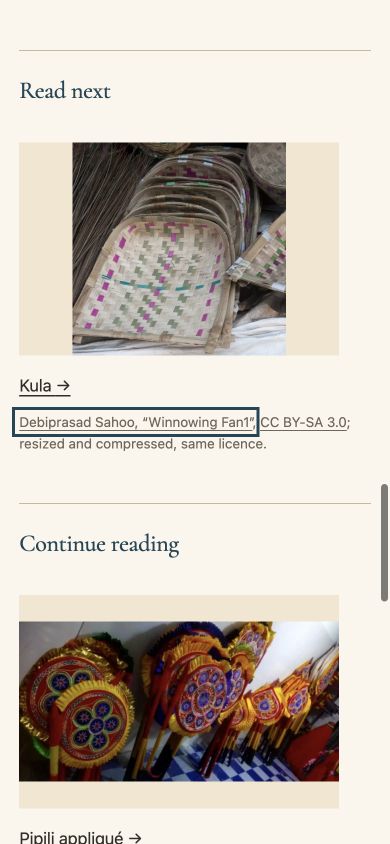 Read next
Kula →
Debiprasad Sahoo, “Winnowing Fan1”, CC BY-SA 3.0;
resized and compressed, same licence.
Continue reading
Pipili appliqué →